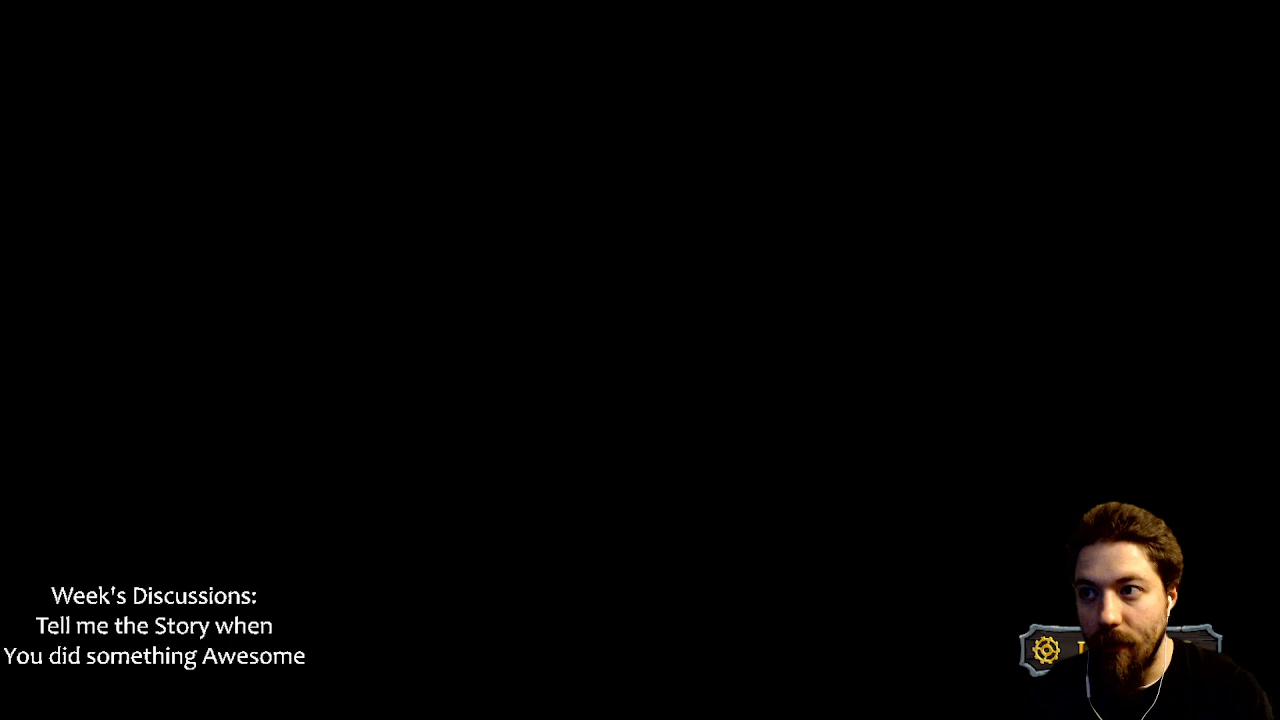 Week's Discussions:
Tell me the Story when
You did something Awesome